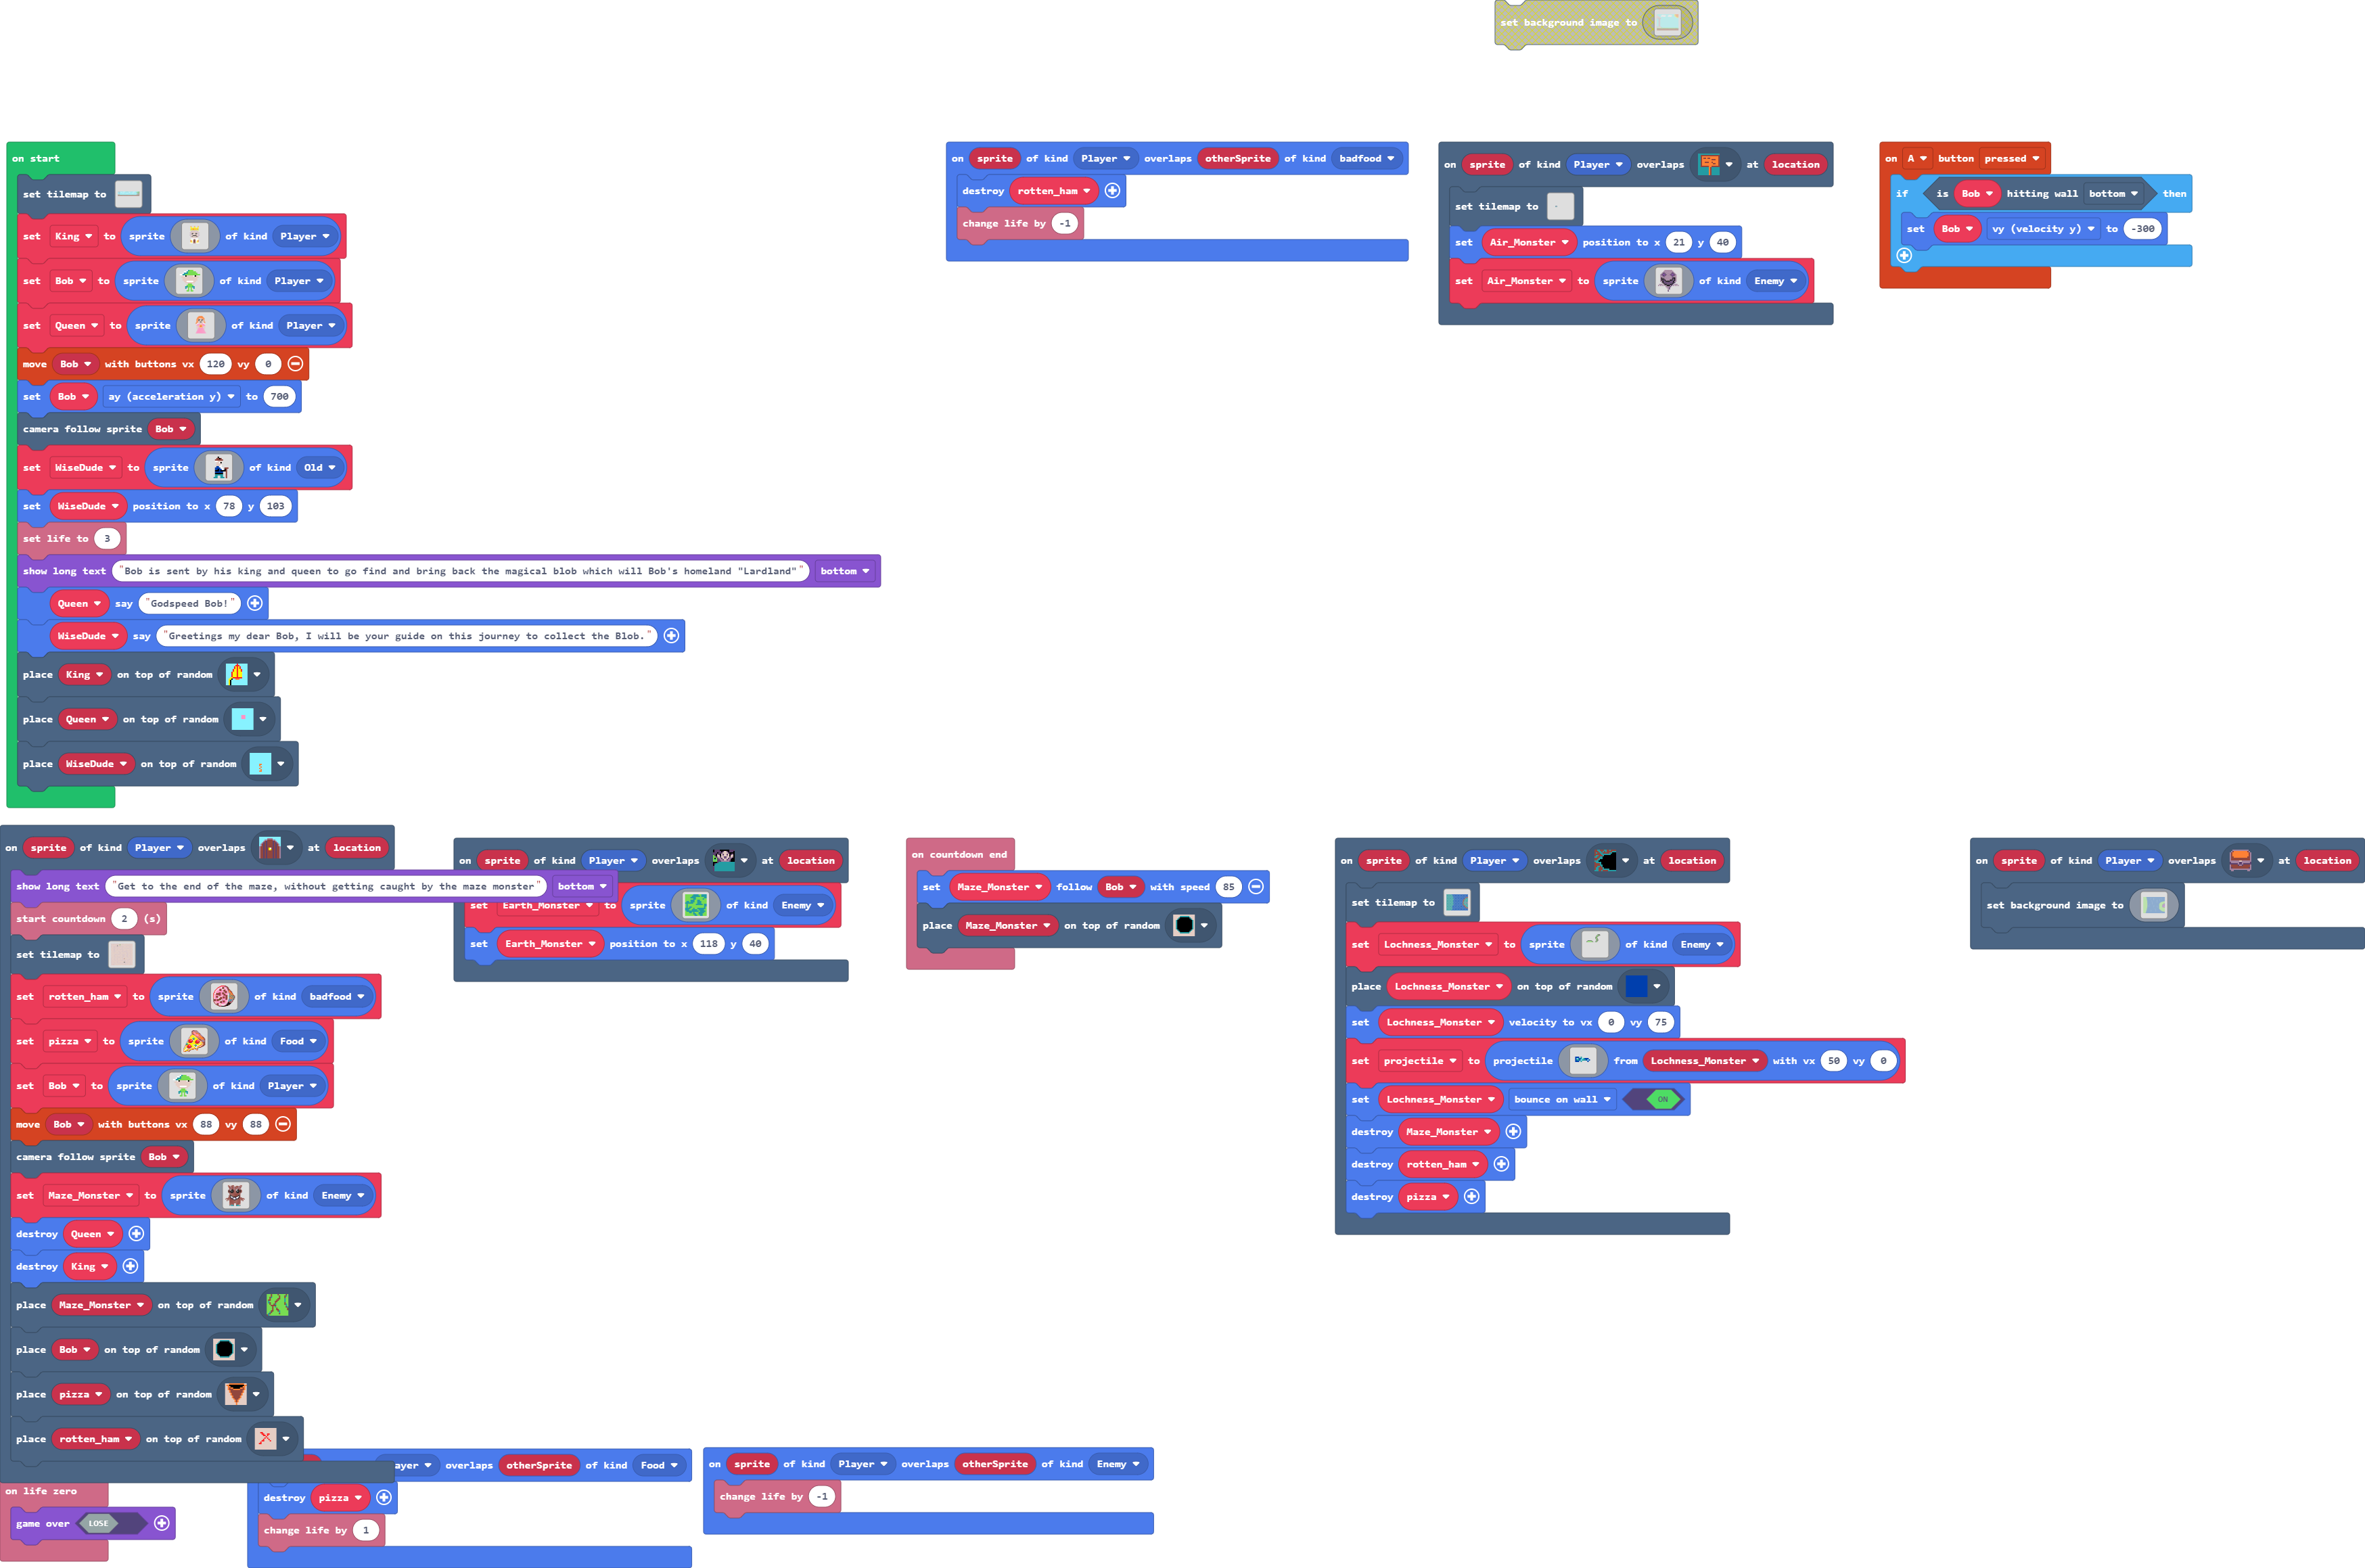 set background image to
on start
set tilemap to
set King to sprite of kind Player
set Bob to sprite of kind Player
set Queen to sprite of kind Player
move Bob with buttons vx 120 vy 0
set Bob ay (acceleration y) to 700
camera follow sprite Bob
set WiseDude to sprite of kind Old
set WiseDude position to x 78 y 103
set life to 3
show long text "Bob is sent by his king and queen to go find and bring back the magical blob which will Bob's homeland "Lardland"" bottom
Queen say "Godspeed Bob!"
WiseDude say "Greetings my dear Bob, I will be your guide on this journey to collect the Blob."
place King on top of random
place Queen on top of random
place WiseDude on top of random
on sprite of kind Player overlaps otherSprite of kind badfood
destroy rotten_ham
change life by -1
on sprite of kind Player overlaps at location
set tilemap to
set Air_Monster position to x 21 y 40
set Air_Monster to sprite of kind Enemy
on A button pressed
if is Bob hitting wall bottom then
set Bob vy (velocity y) to -300
on sprite of kind Player overlaps at location
show long text "Get to the end of the maze, without getting caught by the maze monster" bottom
start countdown 2 (s)
set tilemap to
set rotten_ham to sprite of kind badfood
set pizza to sprite of kind Food
set Bob to sprite of kind Player
move Bob with buttons vx 88 vy 88
camera follow sprite Bob
set Maze_Monster to sprite of kind Enemy
destroy Queen
destroy King
place Maze_Monster on top of random
place Bob on top of random
place pizza on top of random
place rotten_ham on top of random
on sprite of kind Player overlaps at location
set Earth_Monster to sprite of kind Enemy
set Earth_Monster position to x 118 y 40
on countdown end
set Maze_Monster follow Bob with speed 85
place Maze_Monster on top of random
on sprite of kind Player overlaps at location
set tilemap to
set Lochness_Monster to sprite of kind Enemy
place Lochness_Monster on top of random
set Lochness_Monster velocity to vx 0 vy 75
set projectile to projectile from Lochness_Monster with vx 50 vy 0
set Lochness_Monster bounce on wall ON
destroy Maze_Monster
destroy rotten_ham
destroy pizza
on sprite of kind Player overlaps at location
set background image to
on life zero
game over LOSE
ayer overlaps otherSprite of kind Food
destroy pizza
change life by 1
on sprite of kind Player overlaps otherSprite of kind Enemy
change life by -1